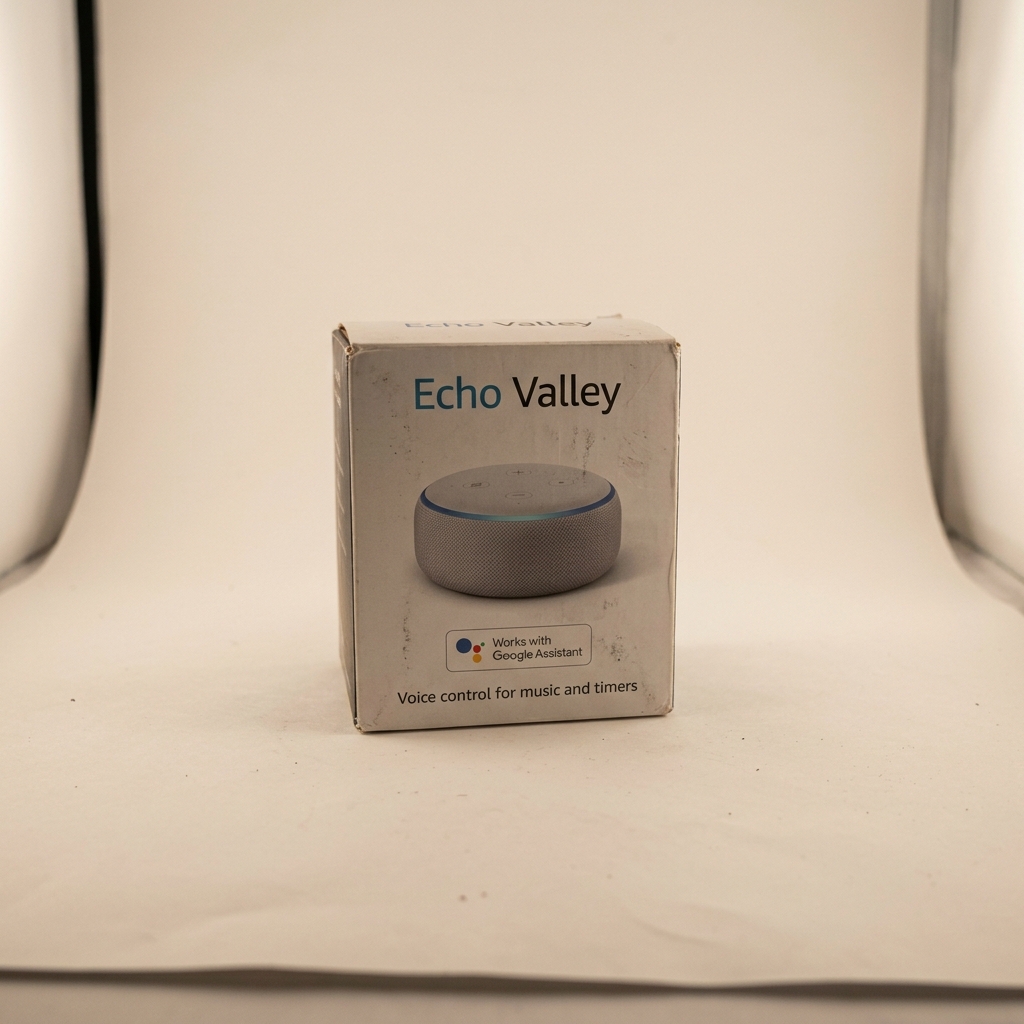 Echo Valley
Echo Valley
Works with
Google Assistant
Voice control for music and timers